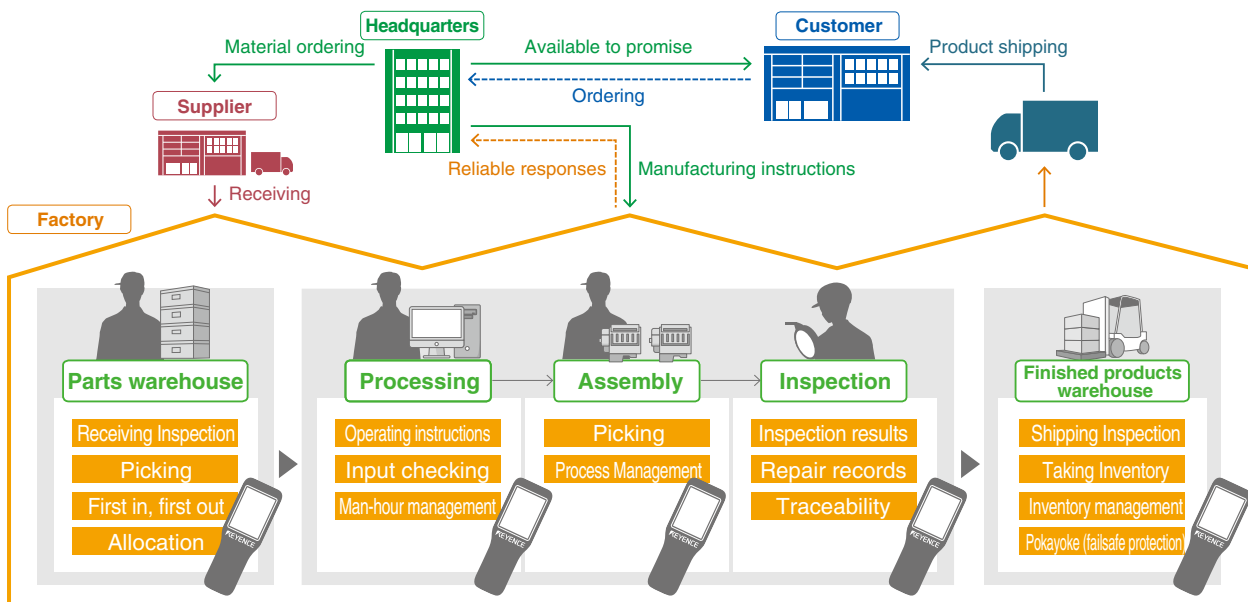 Headquarters
Customer
Material ordering
Available to promise
Product shipping
Ordering
Supplier
Reliable responses
Manufacturing instructions
Receiving
Factory
Parts warehouse
Processing
Assembly
Inspection
Finished products
warehouse
Receiving Inspection
Picking
First in, first out
Allocation
KEYENCE
Operating instructions
Input checking
Man-hour management
KEYENCE
Picking
Process Management
KEYENCE
Inspection results
Repair records
Traceability
KEYENCE
Shipping Inspection
Taking Inventory
Inventory management
Pokayoke (failsafe protection)
KEYENCE